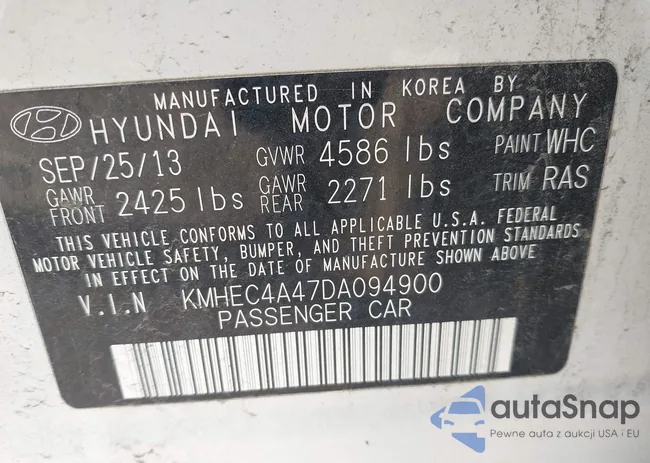 MANUFACTURED IN KOREA BY
HYUNDAI MOTOR COMPANY
SEP/25/13 GVWR 4586 lbs PAINT WHC
GAWR FRONT 2425 lbs GAWR REAR 2271 lbs TRIM RAS
THIS VEHICLE CONFORMS TO ALL APPLICABLE U.S.A. FEDERAL
MOTOR VEHICLE SAFETY, BUMPER, AND THEFT PREVENTION STANDARDS
IN EFFECT ON THE DATE OF MANUFACTURE SHOWN ABOVE
V.I.N KMHEC4A47DA094900
PASSENGER CAR
autaSnap
Pewne auta z aukcji USA i EU